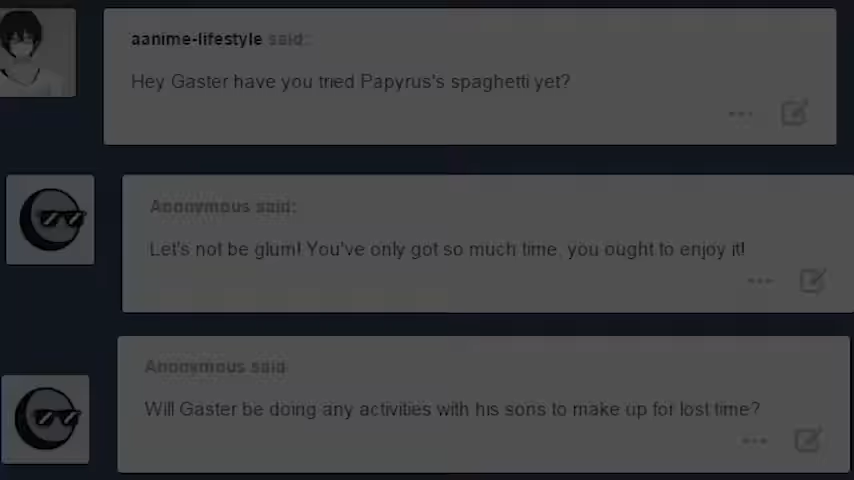 aanime-lifestyle said:
Hey Gaster have you tried Papyrus's spaghetti yet?
Anonymous said:
Let's not be glum! You've only got so much time, you ought to enjoy it!
Anonymous said
Will Gaster be doing any activities with his sons to make up for lost time?